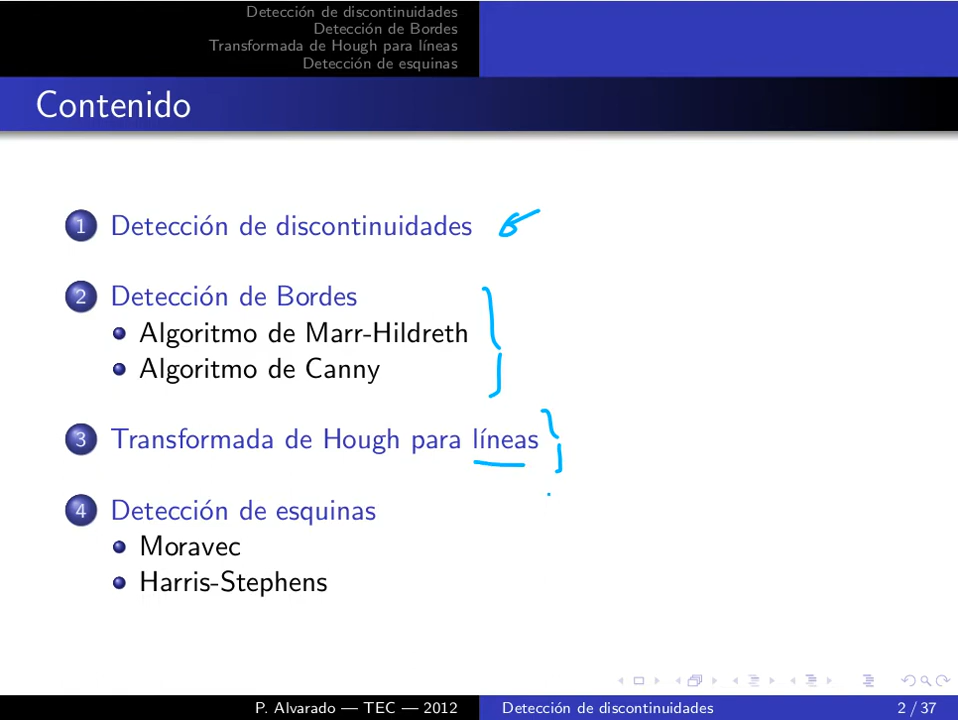 Detección de discontinuidades
Detección de Bordes
Transformada de Hough para líneas
Detección de esquinas
Contenido
1 Detección de discontinuidades
2 Detección de Bordes
Algoritmo de Marr-Hildreth
Algoritmo de Canny
3 Transformada de Hough para líneas
4 Detección de esquinas
Moravec
Harris-Stephens
P. Alvarado — TEC — 2012 Detección de discontinuidades 2 / 37